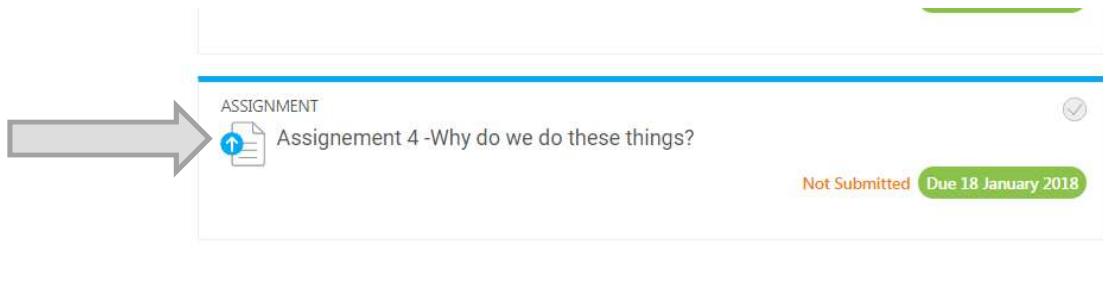 ASSIGNMENT
Assignement 4 -Why do we do these things?
Not Submitted Due 18 January 2018